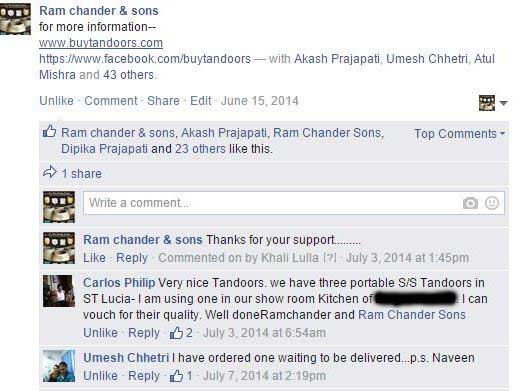 Ram chander & sons
for more information--
www.buytandoors.com
https://www.facebook.com/buytandoors — with Akash Prajapati, Umesh Chhetri, Atul
Mishra and 43 others.
Unlike · Comment · Share · Edit · June 15, 2014
Ram chander & sons, Akash Prajapati, Ram Chander Sons,
Dipika Prajapati and 23 others like this.
Top Comments
1 share
Write a comment...
Ram chander & sons Thanks for your support.........
Like · Reply · Commented on by Khali Lulla [?] · July 3, 2014 at 1:45pm
Carlos Philip Very nice Tandoors. we have three portable S/S Tandoors in
ST Lucia- I am using one in our show room Kitchen of I can
vouch for their quality. Well doneRamchander and Ram Chander Sons
Unlike · Reply · 2 · July 3, 2014 at 6:54am
Umesh Chhetri I have ordered one waiting to be delivered...p.s. Naveen
Unlike · Reply · 1 · July 7, 2014 at 2:19pm